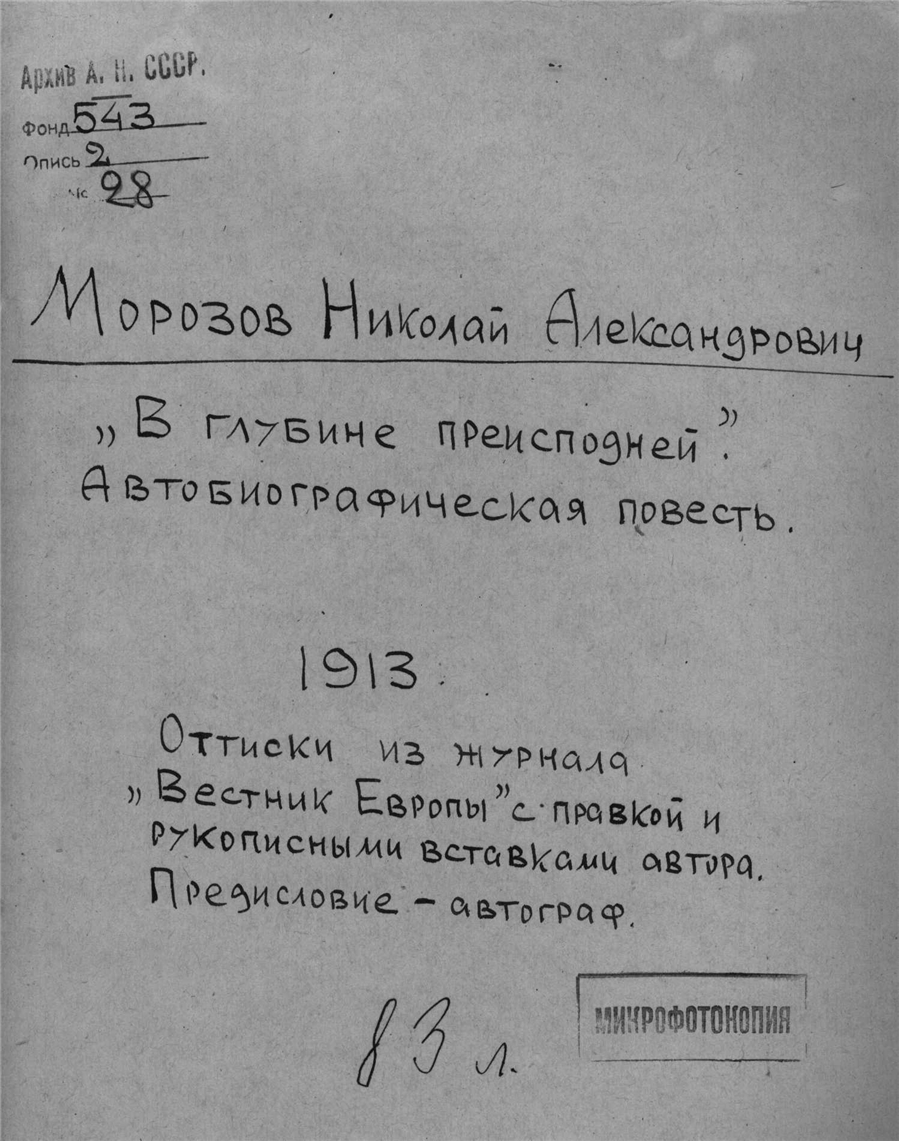 Архив А. Н. СССР.
Фонд 543
Опись 2
№ 28
Морозов Николай Александрович
„В глубине преисподней”.
Автобиографическая повесть.
1913.
Оттиски из журнала
„Вестник Европы” с правкой и
рукописными вставками автора.
Предисловие – автограф.
83 л.
МИКРОФОТОКОПИЯ